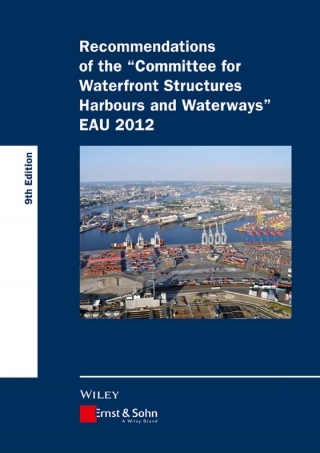 Recommendations
of the “Committee for
Waterfront Structures
Harbours and Waterways”
EAU 2012
9th Edition
WILEY
Ernst & Sohn
A Wiley Brand